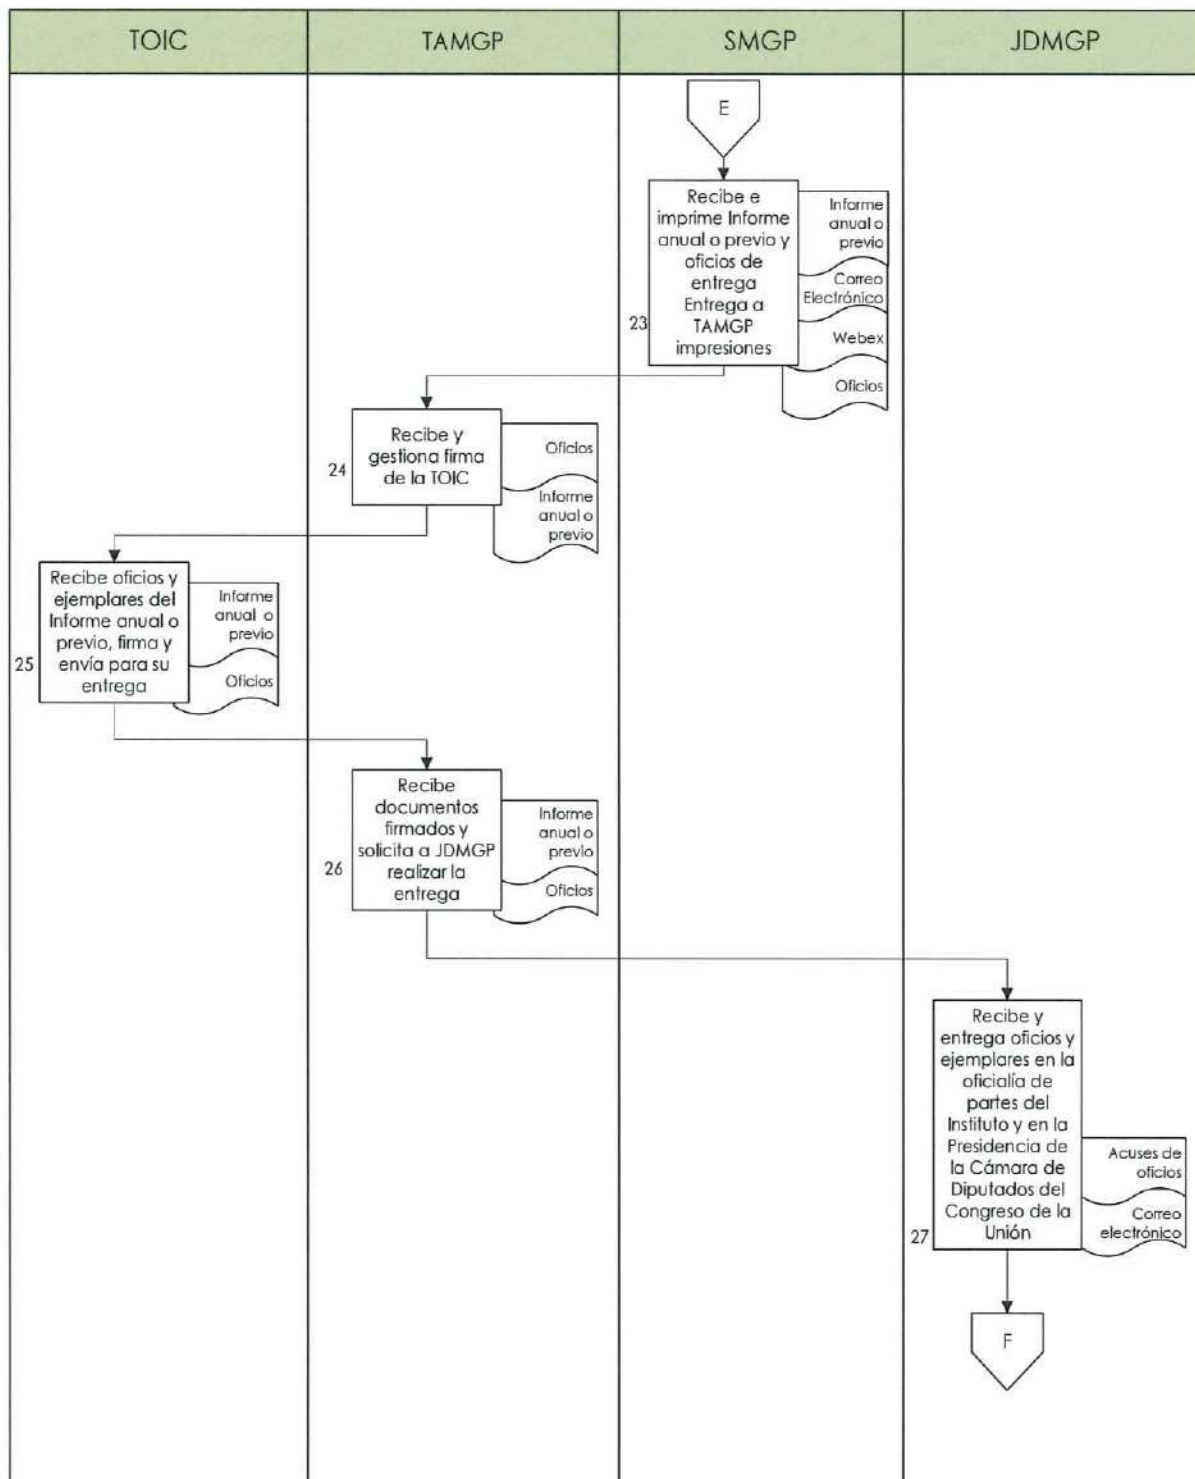 TOIC
TAMGP
SMGP
JDMGP
E
Recibe e
imprime Informe
anual o previo y
oficios de
entrega
Entrega a
TAMGP
impresiones
23
Informe
anual o
previo
Correo
Electrónico
Webex
Oficios
24
Recibe y
gestiona firma
de la TOIC
Oficios
Informe
anual o
previo
25
Recibe oficios y
ejemplares del
Informe anual o
previo, firma y
envía para su
entrega
Informe
anual o
previo
Oficios
26
Recibe
documentos
firmados y
solicita a JDMGP
realizar la
entrega
Informe
anual o
previo
Oficios
27
Recibe y
entrega oficios y
ejemplares en la
oficialía de
partes del
Instituto y en la
Presidencia de
la Cámara de
Diputados del
Congreso de la
Unión
Acuses de
oficios
Correo
electrónico
F